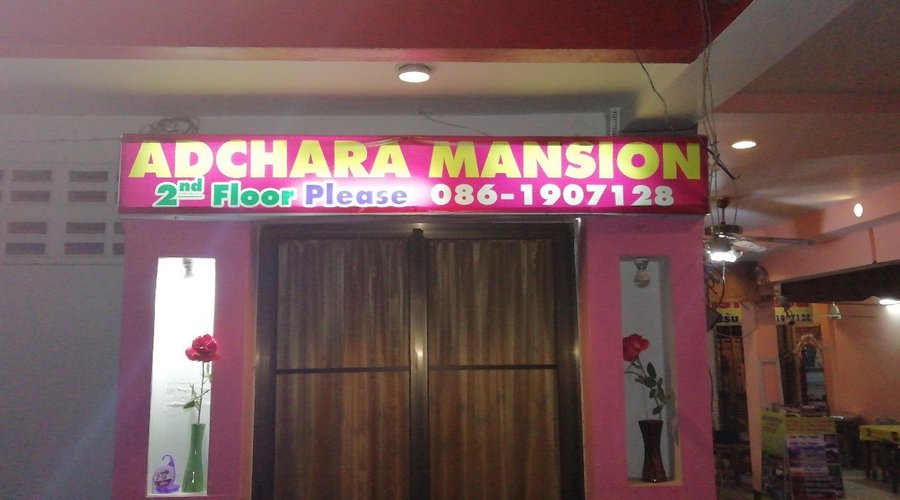 ADCHARA MANSION
2nd Floor Please 086-1907128